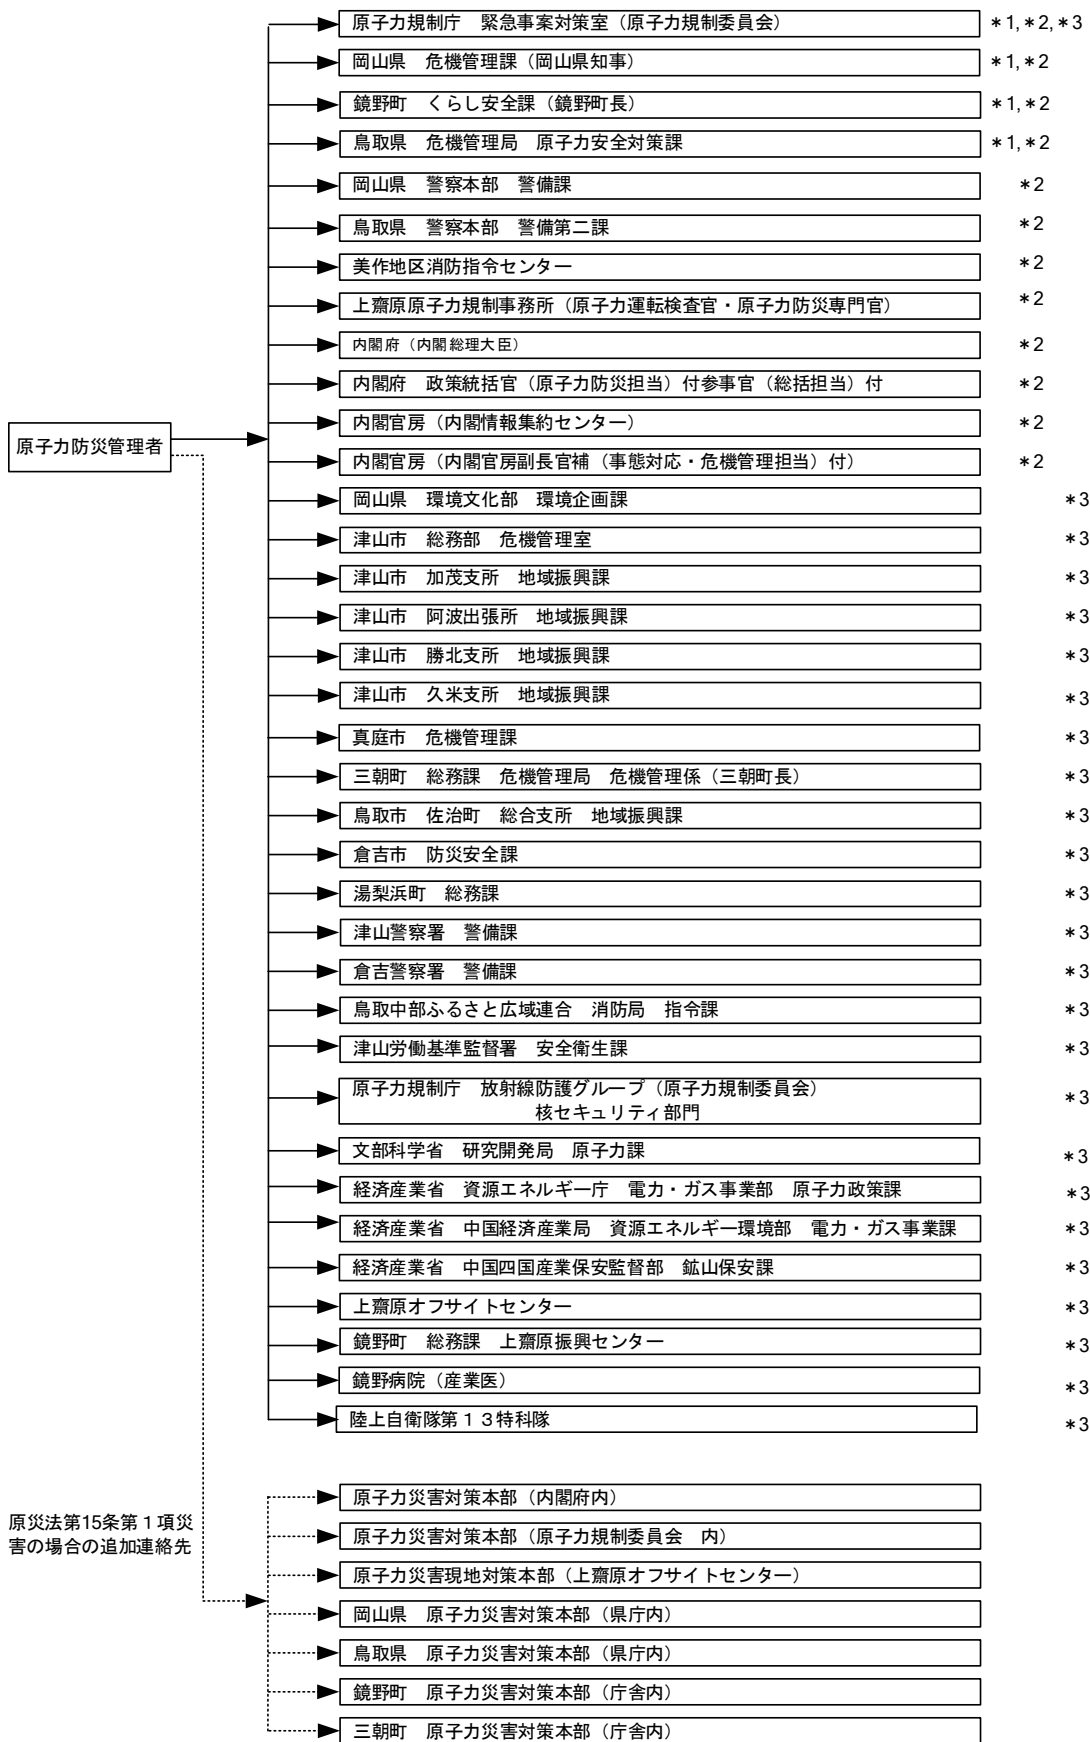 原子力規制庁　緊急事案対策室（原子力規制委員会） ＊1,＊2,＊3
岡山県　危機管理課（岡山県知事） ＊1,＊2
鏡野町　くらし安全課（鏡野町長） ＊1,＊2
鳥取県　危機管理局　原子力安全対策課 ＊1,＊2
岡山県　警察本部　警備課 ＊2
鳥取県　警察本部　警備第二課 ＊2
美作地区消防指令センター ＊2
上齋原原子力規制事務所（原子力運転検査官・原子力防災専門官） ＊2
内閣府（内閣総理大臣） ＊2
内閣府　政策統括官（原子力防災担当）付参事官（総括担当）付 ＊2
内閣官房（内閣情報集約センター） ＊2
原子力防災管理者
内閣官房（内閣官房副長官補（事態対応・危機管理担当）付） ＊2
岡山県　環境文化部　環境企画課 ＊3
津山市　総務部　危機管理室 ＊3
津山市　加茂支所　地域振興課 ＊3
津山市　阿波出張所　地域振興課 ＊3
津山市　勝北支所　地域振興課 ＊3
津山市　久米支所　地域振興課 ＊3
真庭市　危機管理課 ＊3
三朝町　総務課　危機管理局　危機管理係（三朝町長） ＊3
鳥取市　佐治町　総合支所　地域振興課 ＊3
倉吉市　防災安全課 ＊3
湯梨浜町　総務課 ＊3
津山警察署　警備課 ＊3
倉吉警察署　警備課 ＊3
鳥取中部ふるさと広域連合　消防局　指令課 ＊3
津山労働基準監督署　安全衛生課 ＊3
原子力規制庁　放射線防護グループ（原子力規制委員会） ＊3
核セキュリティ部門
文部科学省　研究開発局　原子力課 ＊3
経済産業省　資源エネルギー庁　電力・ガス事業部　原子力政策課 ＊3
経済産業省　中国経済産業局　資源エネルギー環境部　電力・ガス事業課 ＊3
経済産業省　中国四国産業保安監督部　鉱山保安課 ＊3
上齋原オフサイトセンター ＊3
鏡野町　総務課　上齋原振興センター ＊3
鏡野病院（産業医） ＊3
陸上自衛隊第１３特科隊 ＊3
原災法第15条第１項災
害の場合の追加連絡先
原子力災害対策本部（内閣府内）
原子力災害対策本部（原子力規制委員会　内）
原子力災害現地対策本部（上齋原オフサイトセンター）
岡山県　原子力災害対策本部（県庁内）
鳥取県　原子力災害対策本部（県庁内）
鏡野町　原子力災害対策本部（庁舎内）
三朝町　原子力災害対策本部（庁舎内）